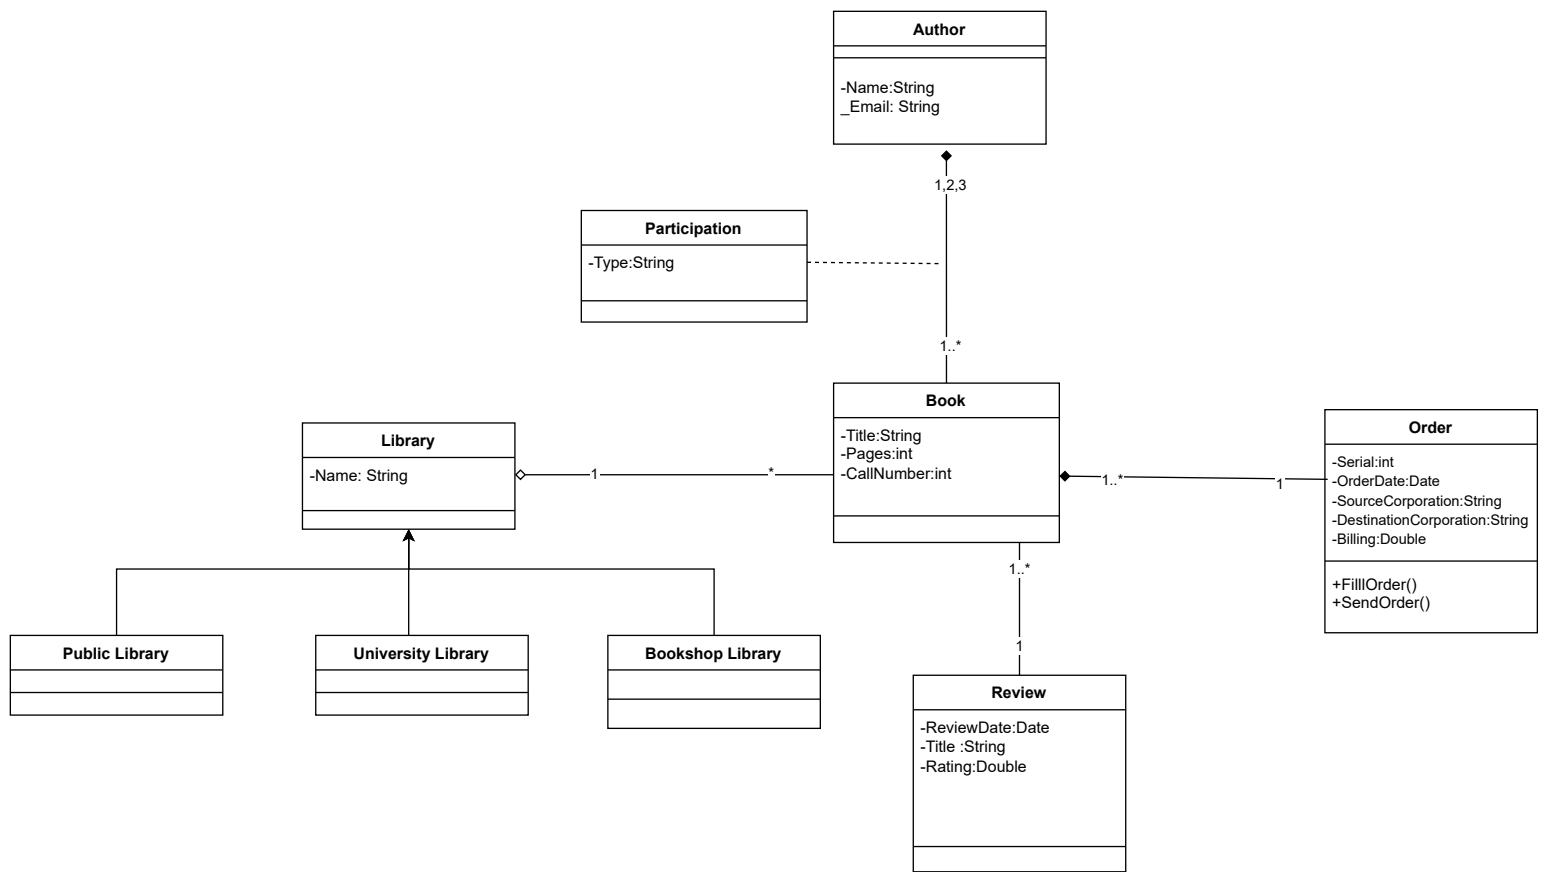 Author
-Name:String
_Email: String
1,2,3
Participation
-Type:String
1..*
Book
-Title:String
-Pages:int
-CallNumber:int
Library
-Name: String
1
*
1..*
1
Order
-Serial:int
-OrderDate:Date
-SourceCorporation:String
-DestinationCorporation:String
-Billing:Double
+FilllOrder()
+SendOrder()
1..*
1
Public Library
University Library
Bookshop Library
Review
-ReviewDate:Date
-Title :String
-Rating:Double